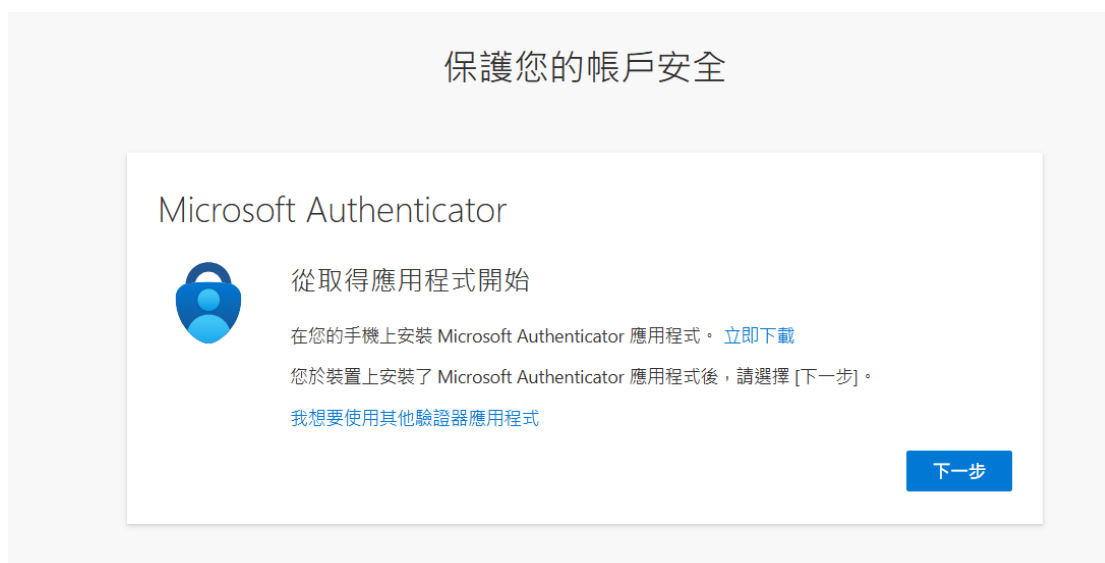 保護您的帳戶安全
Microsoft Authenticator
從取得應用程式開始
在您的手機上安裝 Microsoft Authenticator 應用程式。 立即下載
您於裝置上安裝了 Microsoft Authenticator 應用程式後，請選擇 [下一步]。
我想要使用其他驗證器應用程式
下一步